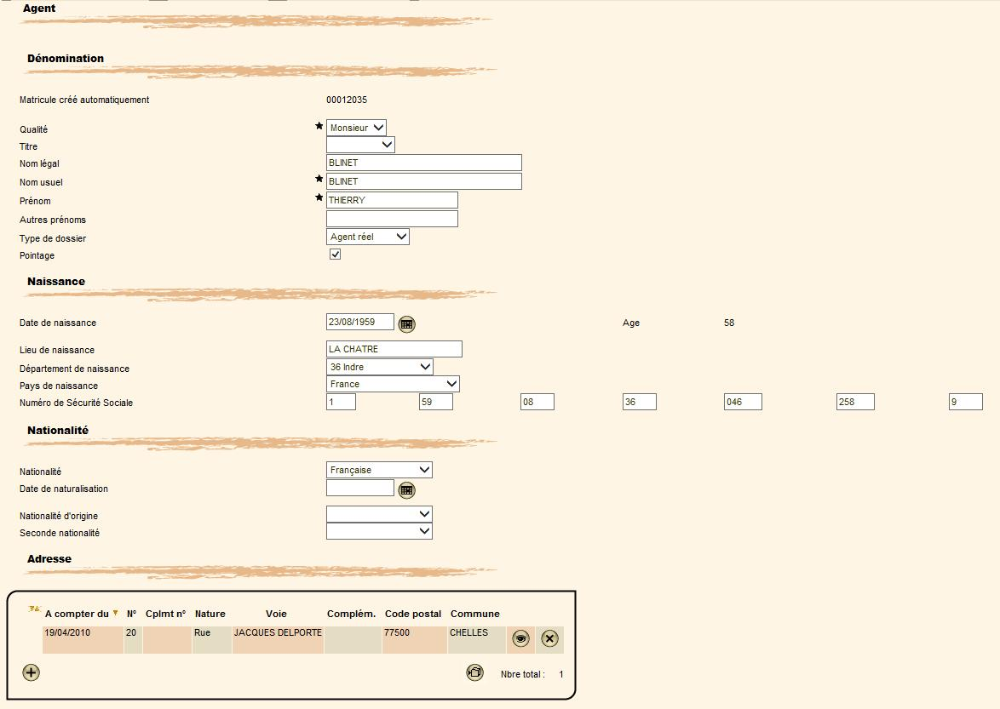 Agent
Dénomination
Matricule créé automatiquement 00012035
Qualité Monsieur
Titre
Nom légal BLINET
Nom usuel BLINET
Prénom THIERRY
Autres prénoms
Type de dossier Agent réel
Pointage
Naissance
Date de naissance 23/08/1959 Age 58
Lieu de naissance LA CHATRE
Département de naissance 36 Indre
Pays de naissance France
Numéro de Sécurité Sociale 1 59 08 36 046 258 9
Nationalité
Nationalité Française
Date de naturalisation
Nationalité d'origine
Seconde nationalité
Adresse
A compter du N° Cplmt n° Nature Voie Complém. Code postal Commune
19/04/2010 20 Rue JACQUES DELPORTE 77500 CHELLES
Nbre total : 1